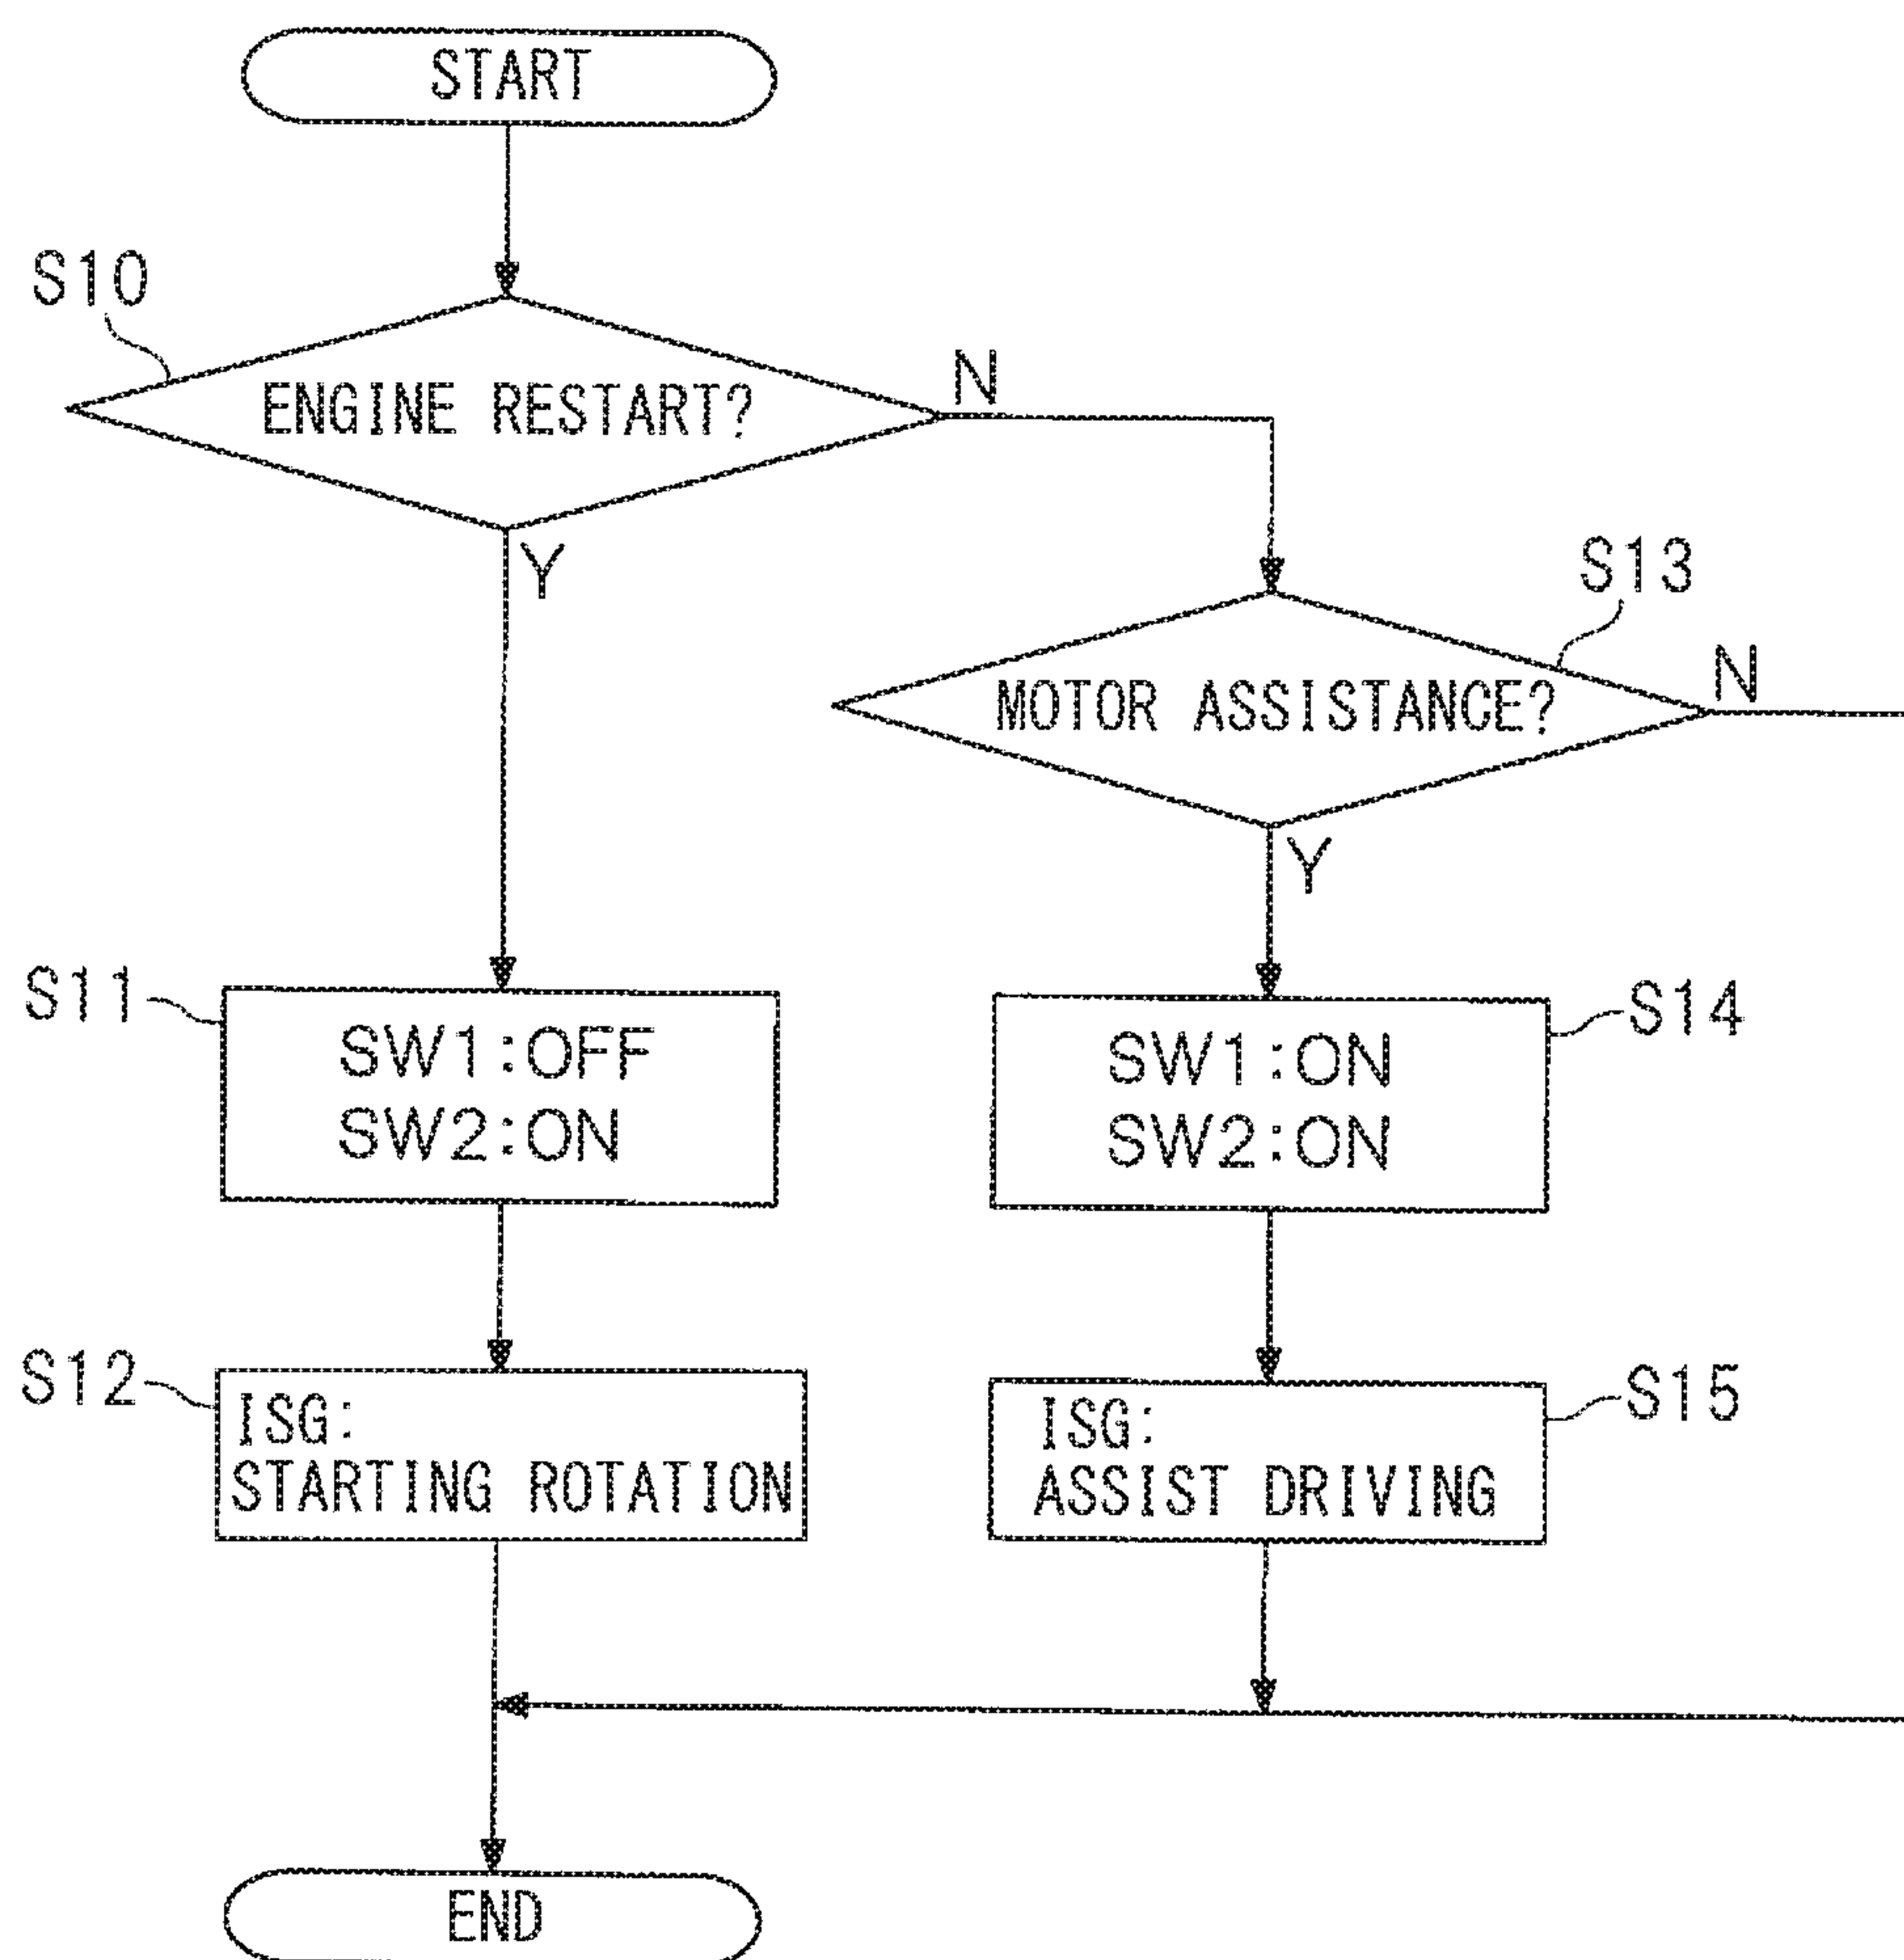 START
S10
ENGINE RESTART?
N
Y
S13
MOTOR ASSISTANCE?
N
Y
S11
SW1:OFF
SW2:ON
S14
SW1:ON
SW2:ON
S12
ISG:
STARTING ROTATION
S15
ISG:
ASSIST DRIVING
END